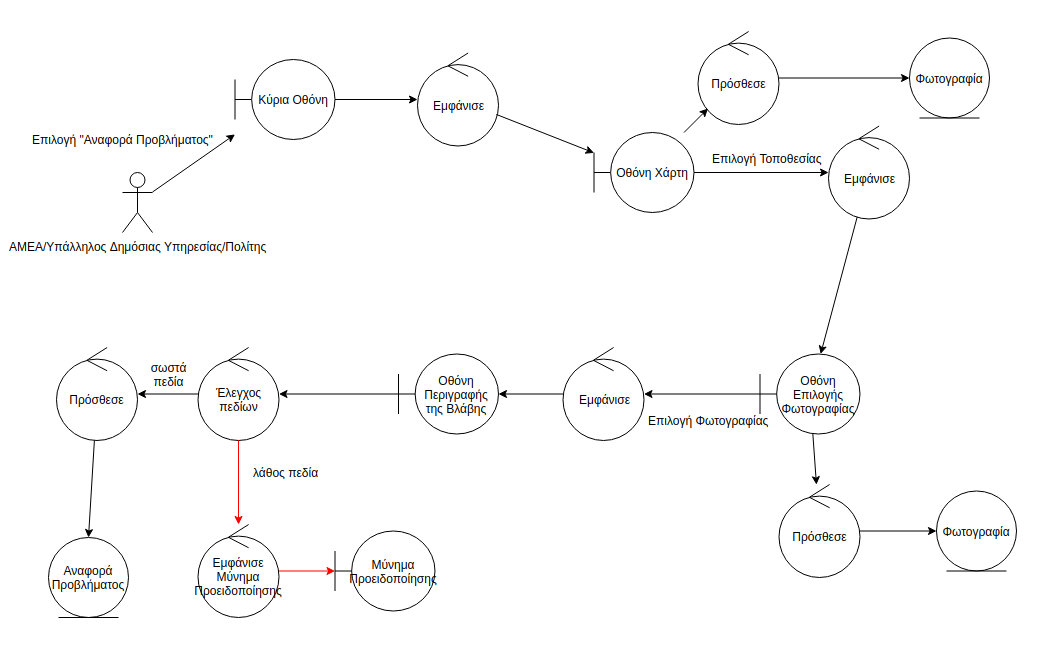 Κύρια Οθόνη
Εμφάνισε
Πρόσθεσε
Φωτογραφία
Επιλογή "Αναφορά Προβλήματος"
ΑΜΕΑ/Υπάλληλος Δημόσιας Υπηρεσίας/Πολίτης
Οθόνη Χάρτη
Επιλογή Τοποθεσίας
Εμφάνισε
Πρόσθεσε
σωστά
πεδία
Έλεγχος
πεδίων
Οθόνη
Περιγραφής
της Βλάβης
Εμφάνισε
Επιλογή Φωτογραφίας
Οθόνη
Επιλογής
Φωτογραφίας
λάθος πεδία
Αναφορά
Προβλήματος
Εμφάνισε
Μύνημα
Προειδοποίησης
Μύνημα
Προειδοποίησης
Πρόσθεσε
Φωτογραφία